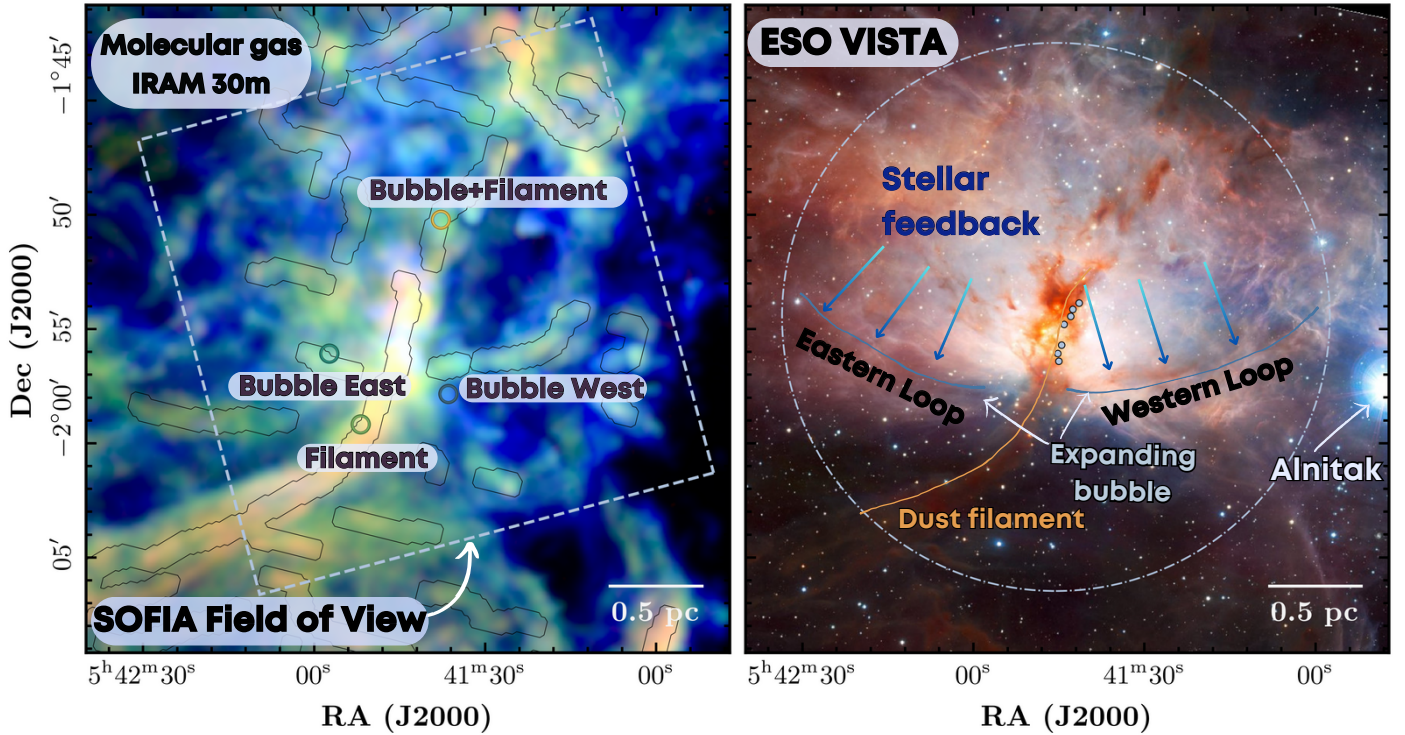 Molecular gas
IRAM 30m
Bubble+Filament
Bubble East
Bubble West
Filament
SOFIA Field of View
0.5 pc
Dec (J2000)
−1°45′
50′
55′
−2°00′
05′
5ʰ42ᵐ30ˢ
00ˢ
41ᵐ30ˢ
00ˢ
RA (J2000)
ESO VISTA
Stellar
feedback
Eastern Loop
Western Loop
Expanding
bubble
Alnitak
Dust filament
0.5 pc
5ʰ42ᵐ30ˢ
00ˢ
41ᵐ30ˢ
00ˢ
RA (J2000)